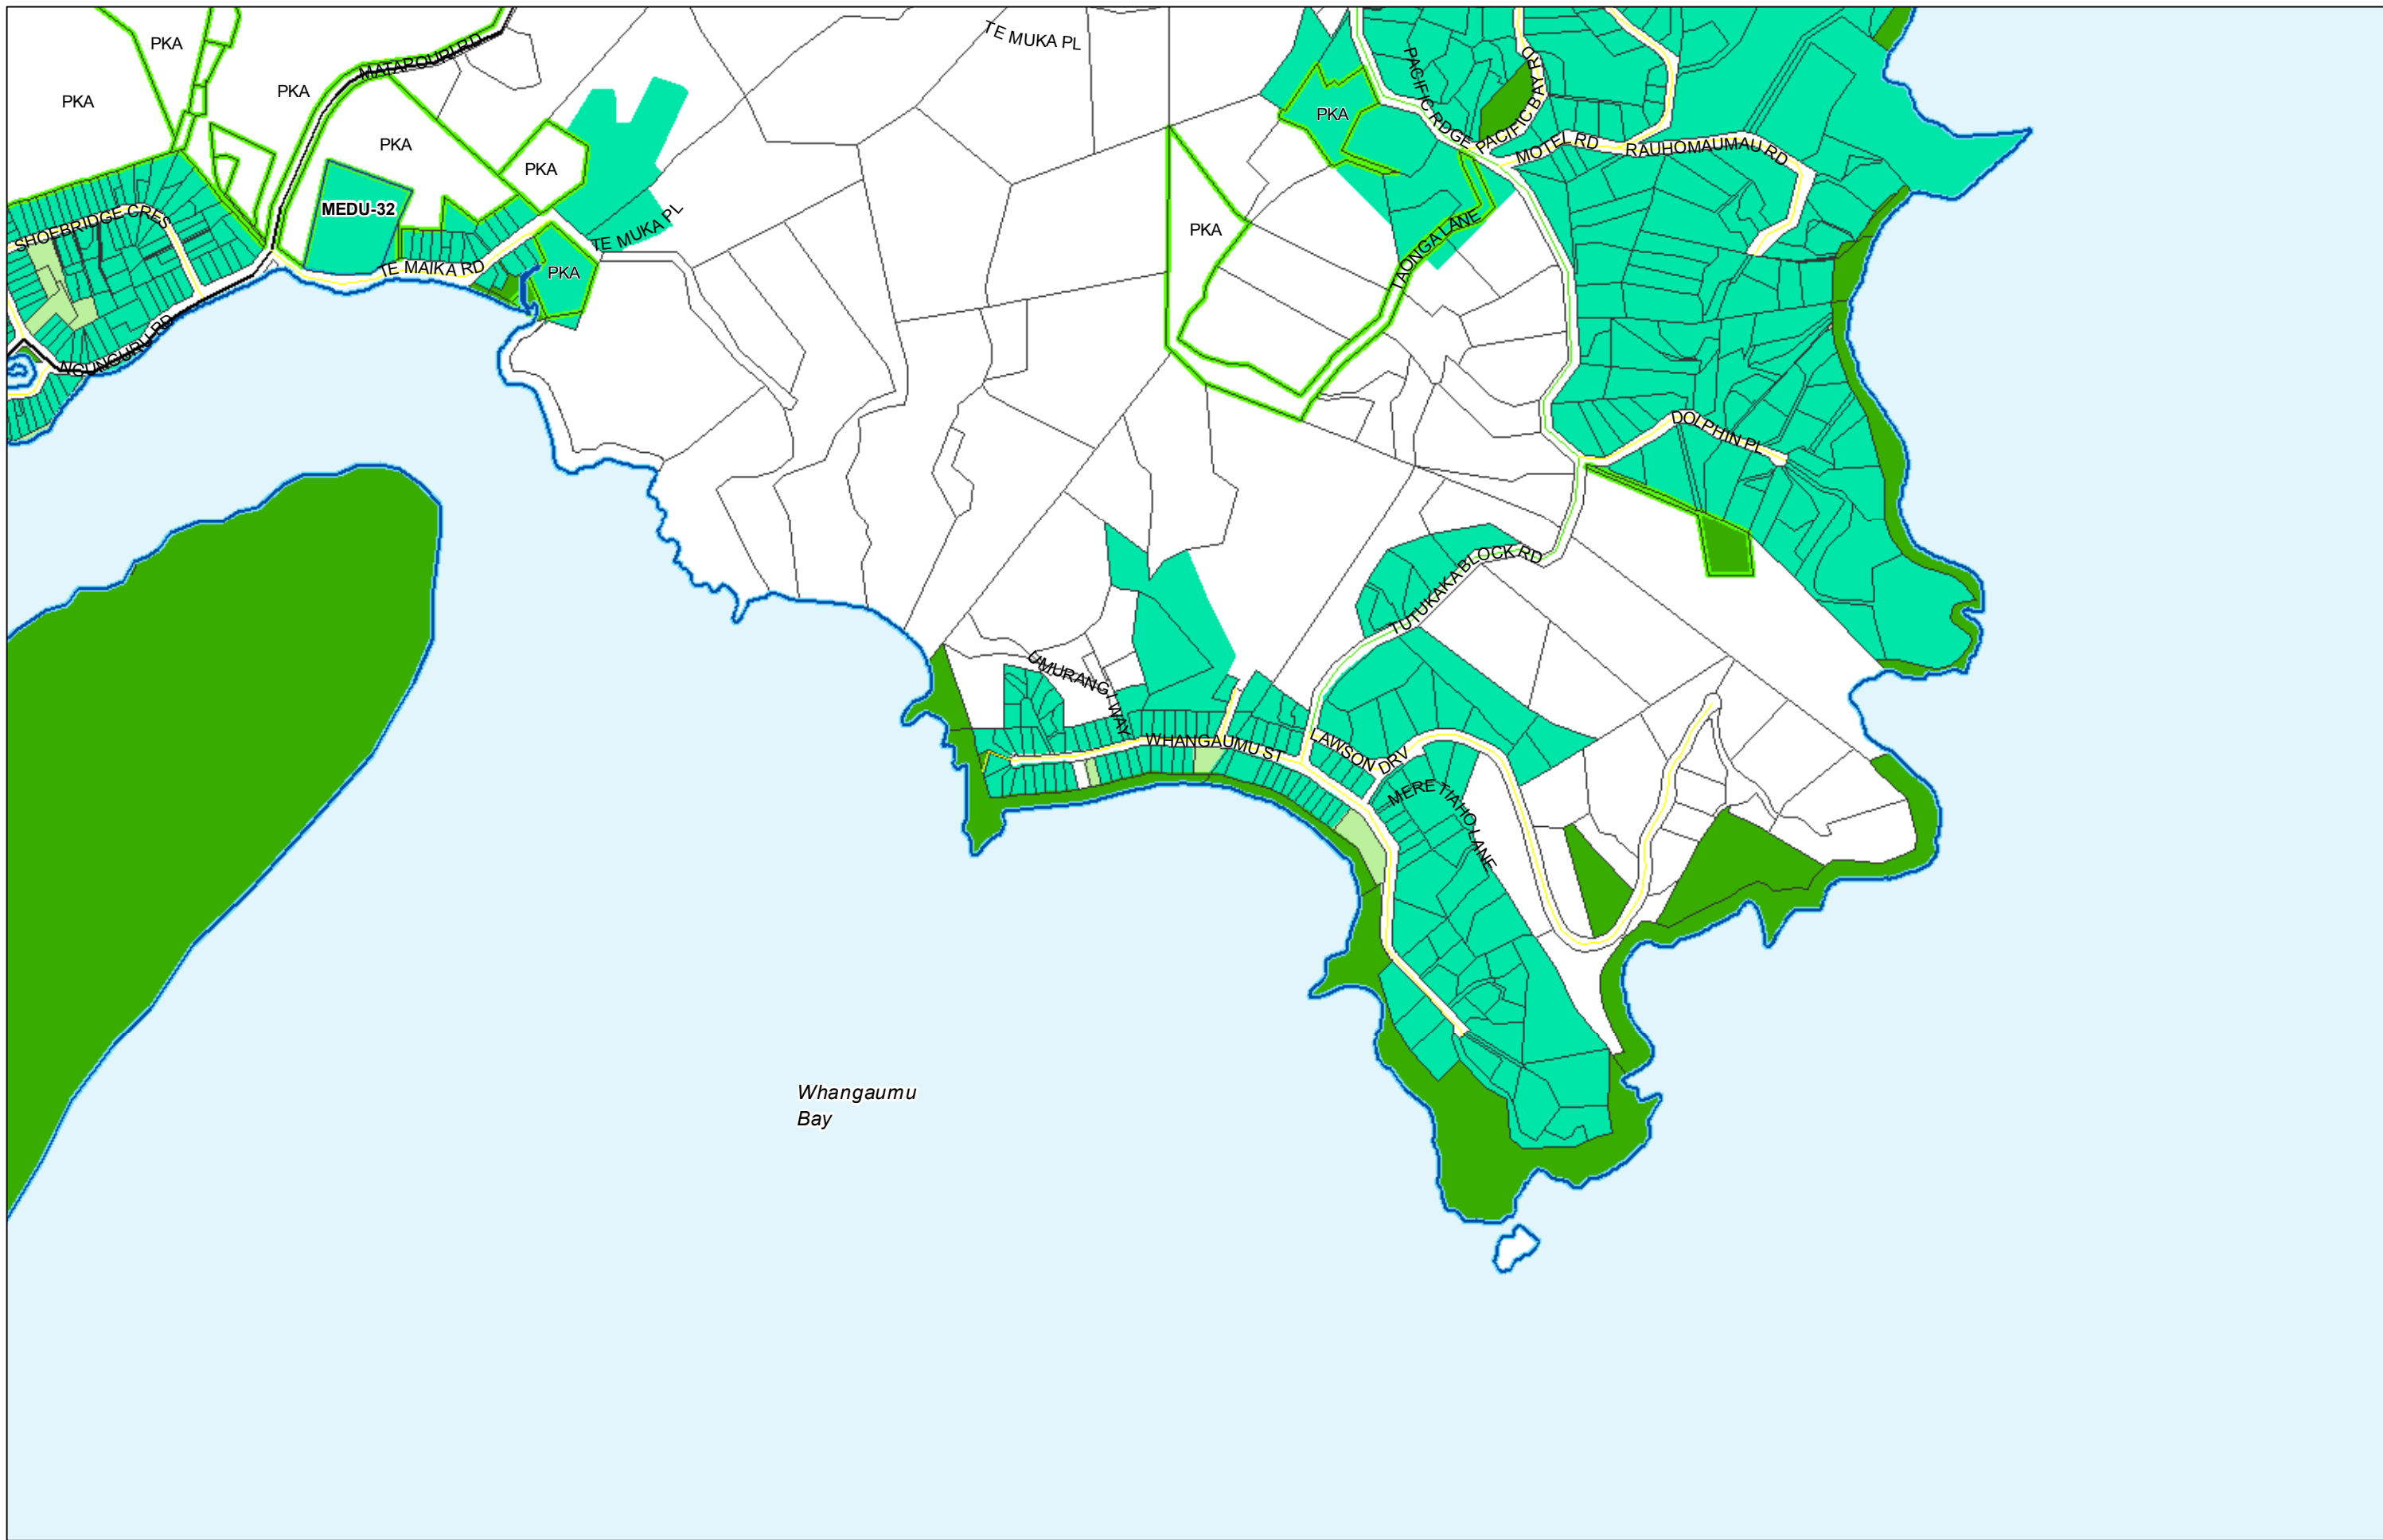 PKA
TE MUKA PL
MATAPOURI RD
PACIFIC RDGE
PACIFIC BAY RD
PKA
PKA
PKA
PKA
PKA
MOTEL RD
RAUHOMAUMAU RD
MEDU-32
SHOEBRIDGE CRES
TE MUKA PL
PKA
TAONGA LANE
TE MAIKA RD
PKA
NGUNGURU RD
DOLPHIN PL
TUTUKAKA BLOCK RD
UMURANGI WAY
WHANGAUMU ST
LAWSON DRV
MERE TIAHO LANE
Whangaumu
Bay